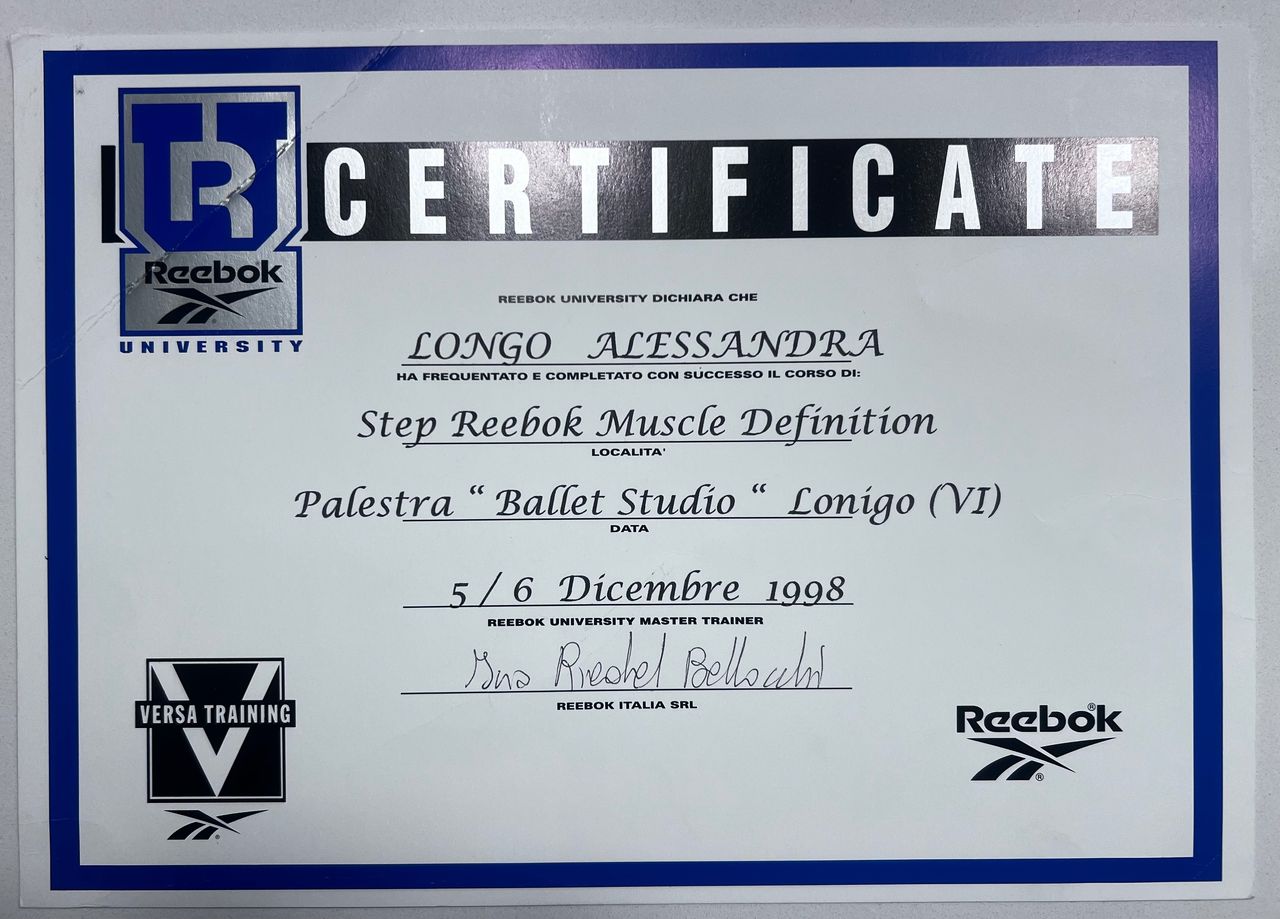 CERTIFICATE
UR
Reebok
UNIVERSITY
REEBOK UNIVERSITY DICHIARA CHE
LONGO ALESSANDRA
HA FREQUENTATO E COMPLETATO CON SUCCESSO IL CORSO DI:
Step Reebok Muscle Definition
LOCALITA'
Palestra “ Ballet Studio “ Lonigo (VI)
DATA
5 / 6 Dicembre 1998
REEBOK UNIVERSITY MASTER TRAINER
REEBOK ITALIA SRL
V
VERSA TRAINING
Reebok®
®